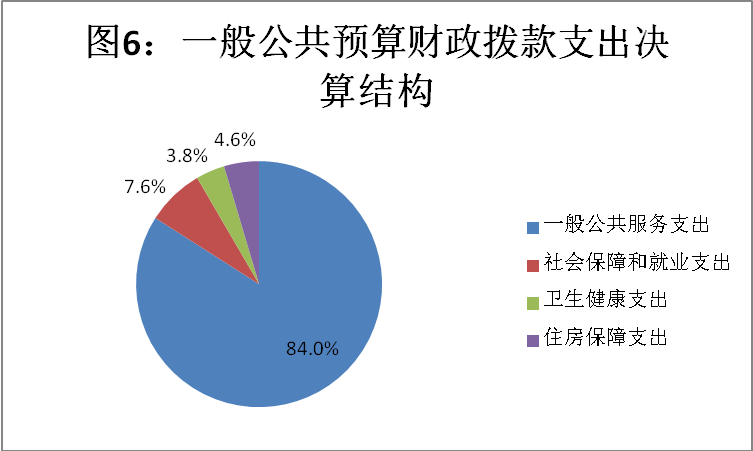 图6：一般公共预算财政拨款支出决
算结构
4.6%
3.8%
7.6%
84.0%
一般公共服务支出
社会保障和就业支出
卫生健康支出
住房保障支出